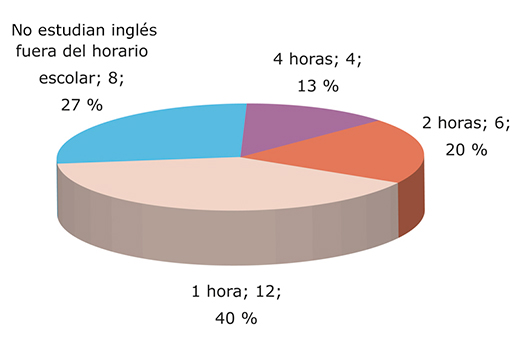 No estudian inglés
fuera del horario
escolar; 8;
27 %
4 horas; 4;
13 %
2 horas; 6;
20 %
1 hora; 12;
40 %